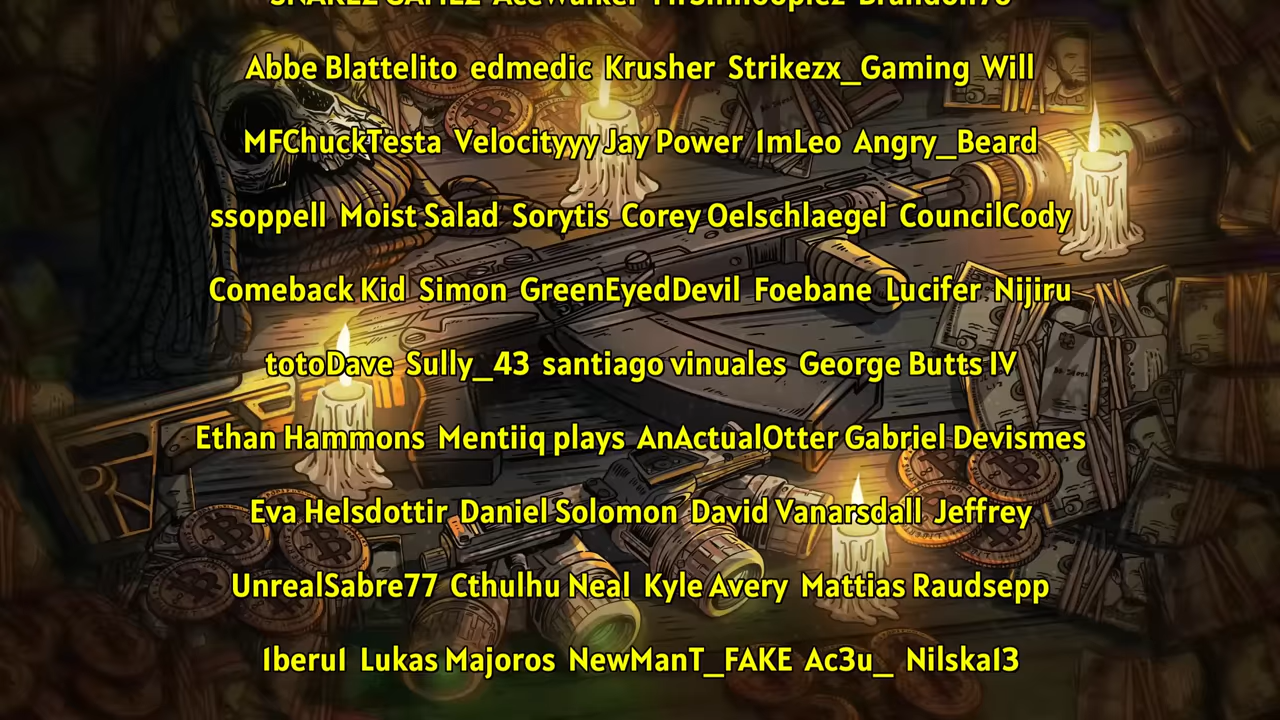 Abbe Blattelito edmedic Krusher Strikezx_Gaming Will
MFChuckTesta Velocityyy Jay Power 1mLeo Angry_Beard
ssoppell Moist Salad Sorytis Corey Oelschlaegel CouncilCody
Comeback Kid Simon GreenEyedDevil Foebane Lucifer Nijiru
totoDave Sully_43 santiago vinuales George Butts IV
Ethan Hammons Mentiiq plays AnActualOtter Gabriel Devismes
Eva Helsdottir Daniel Solomon David Vanarsdall Jeffrey
UnrealSabre77 Cthulhu Neal Kyle Avery Mattias Raudsepp
1beru1 Lukas Majoros NewManT_FAKE Ac3u_ Nilska13